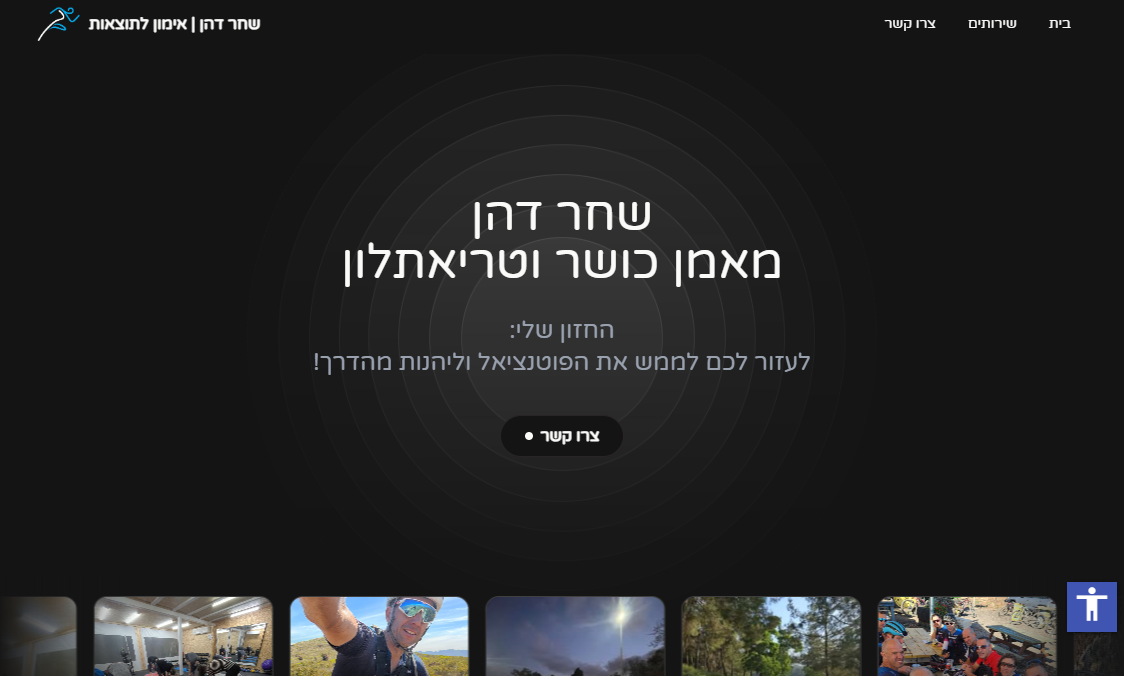 בית
שירותים
צרו קשר
שחר דהן | אימון לתוצאות
שחר דהן
מאמן כושר וטריאתלון
החזון שלי:
לעזור לכם לממש את הפוטנציאל וליהנות מהדרך!
צרו קשר